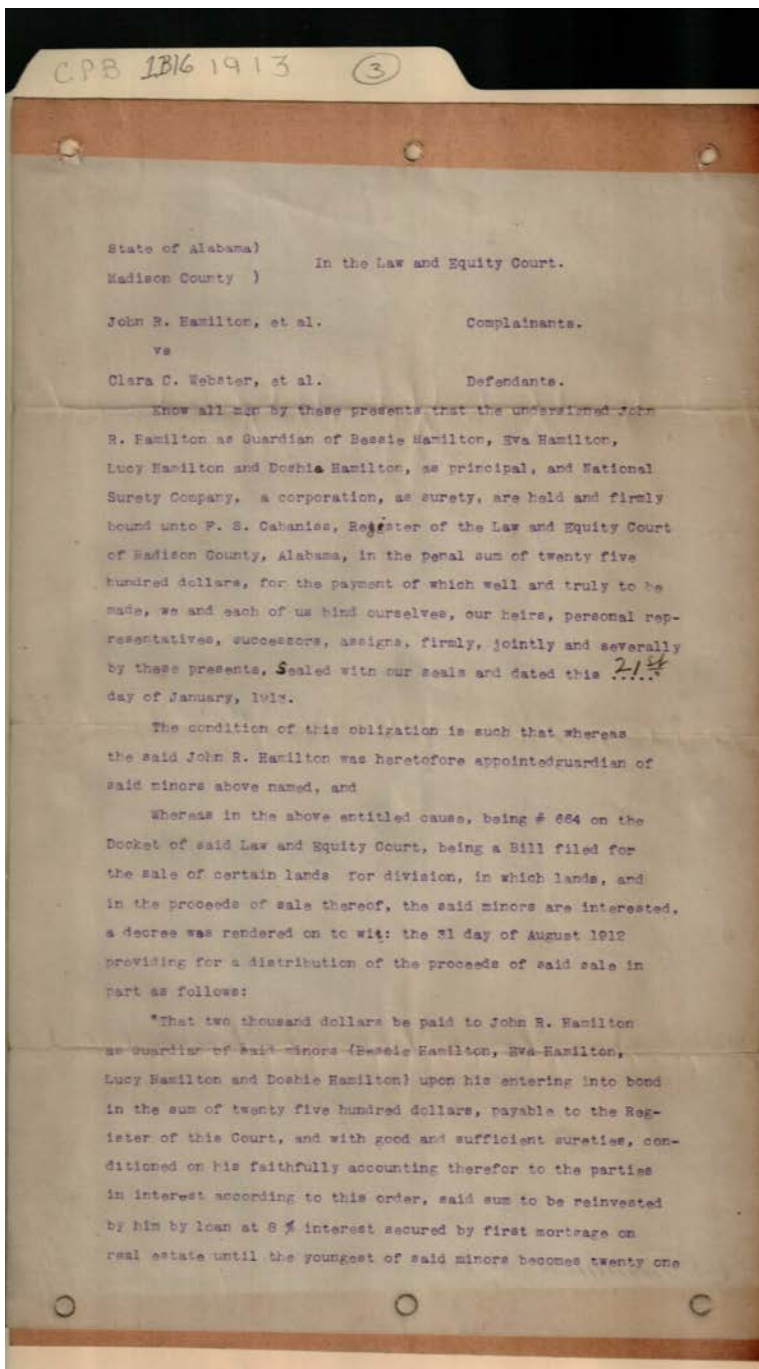 CPB 1B16 1913 3
State of Alabama)
In the Law and Equity Court.
Madison County )
John R. Hamilton, et al. Complainants.
vs
Clara C. Webster, et al. Defendants.
Know all men by these presents that the undersigned John
R. Hamilton as Guardian of Bessie Hamilton, Eva Hamilton,
Lucy Hamilton and Doshia Hamilton, as principal, and National
Surety Company, a corporation, as surety, are held and firmly
bound unto F. S. Cabaniss, Register of the Law and Equity Court
of Madison County, Alabama, in the penal sum of twenty five
hundred dollars, for the payment of which well and truly to be
made, we and each of us bind ourselves, our heirs, personal rep-
resentatives, successors, assigns, firmly, jointly and severally
by these presents, Sealed with our seals and dated this 21st
day of January, 1913.
The condition of this obligation is such that whereas
the said John R. Hamilton was heretofore appointedguardian of
said minors above named, and
Whereas in the above entitled cause, being # 664 on the
Docket of said Law and Equity Court, being a Bill filed for
the sale of certain lands for division, in which lands, and
in the proceeds of sale thereof, the said minors are interested,
a decree was rendered on to wit: the 31 day of August 1912
providing for a distribution of the proceeds of said sale in
part as follows:
"That two thousand dollars be paid to John R. Hamilton
as Guardian of said minors (Bessie Hamilton, Eva Hamilton,
Lucy Hamilton and Doshie Hamilton) upon his entering into bond
in the sum of twenty five hundred dollars, payable to the Reg-
ister of this Court, and with good and sufficient sureties, con-
ditioned on his faithfully accounting therefor to the parties
in interest according to this order, said sum to be reinvested
by him by loan at 8 % interest secured by first mortgage on
real estate until the youngest of said minors becomes twenty one